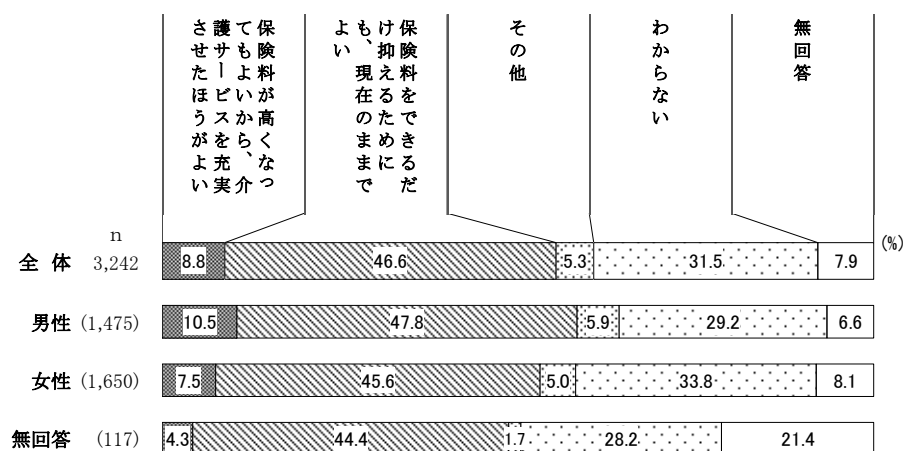 保険料が高くなっ
てもよいから、介
護サービスを充実
させたほうがよい
保険料をできるだ
け抑えるために
も、現在のままで
よい
その他
わからない
無回答
(%)
n
全 体 3,242 8.8 46.6 5.3 31.5 7.9
男性 (1,475) 10.5 47.8 5.9 29.2 6.6
女性 (1,650) 7.5 45.6 5.0 33.8 8.1
無回答 (117) 4.3 44.4 1.7 28.2 21.4